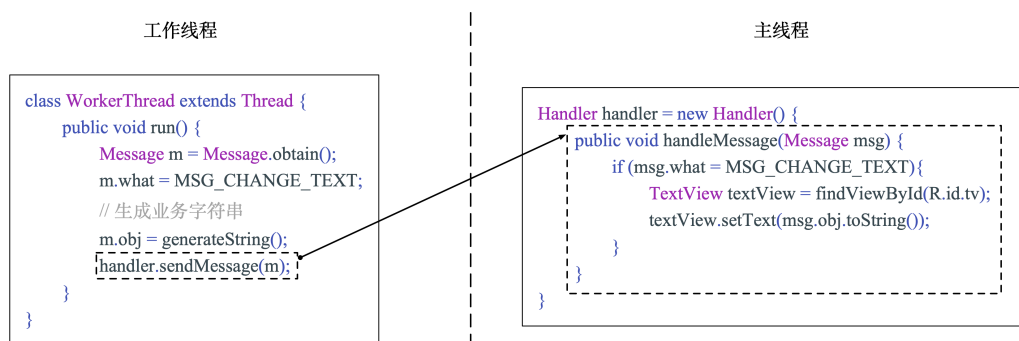 工作线程
class WorkerThread extends Thread {
public void run() {
Message m = Message.obtain();
m.what = MSG_CHANGE_TEXT;
// 生成业务字符串
m.obj = generateString();
handler.sendMessage(m);
}
}
主线程
Handler handler = new Handler() {
public void handleMessage(Message msg) {
if (msg.what = MSG_CHANGE_TEXT){
TextView textView = findViewById(R.id.tv);
textView.setText(msg.obj.toString());
}
}
}